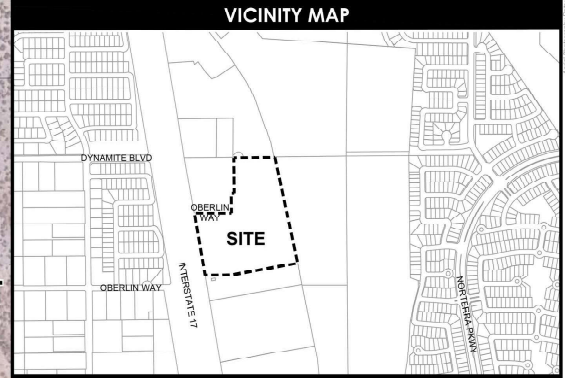 VICINITY MAP
DYNAMITE BLVD
OBERLIN
WAY
SITE
OBERLIN WAY
INTERSTATE 17
NORTERRA PKWY